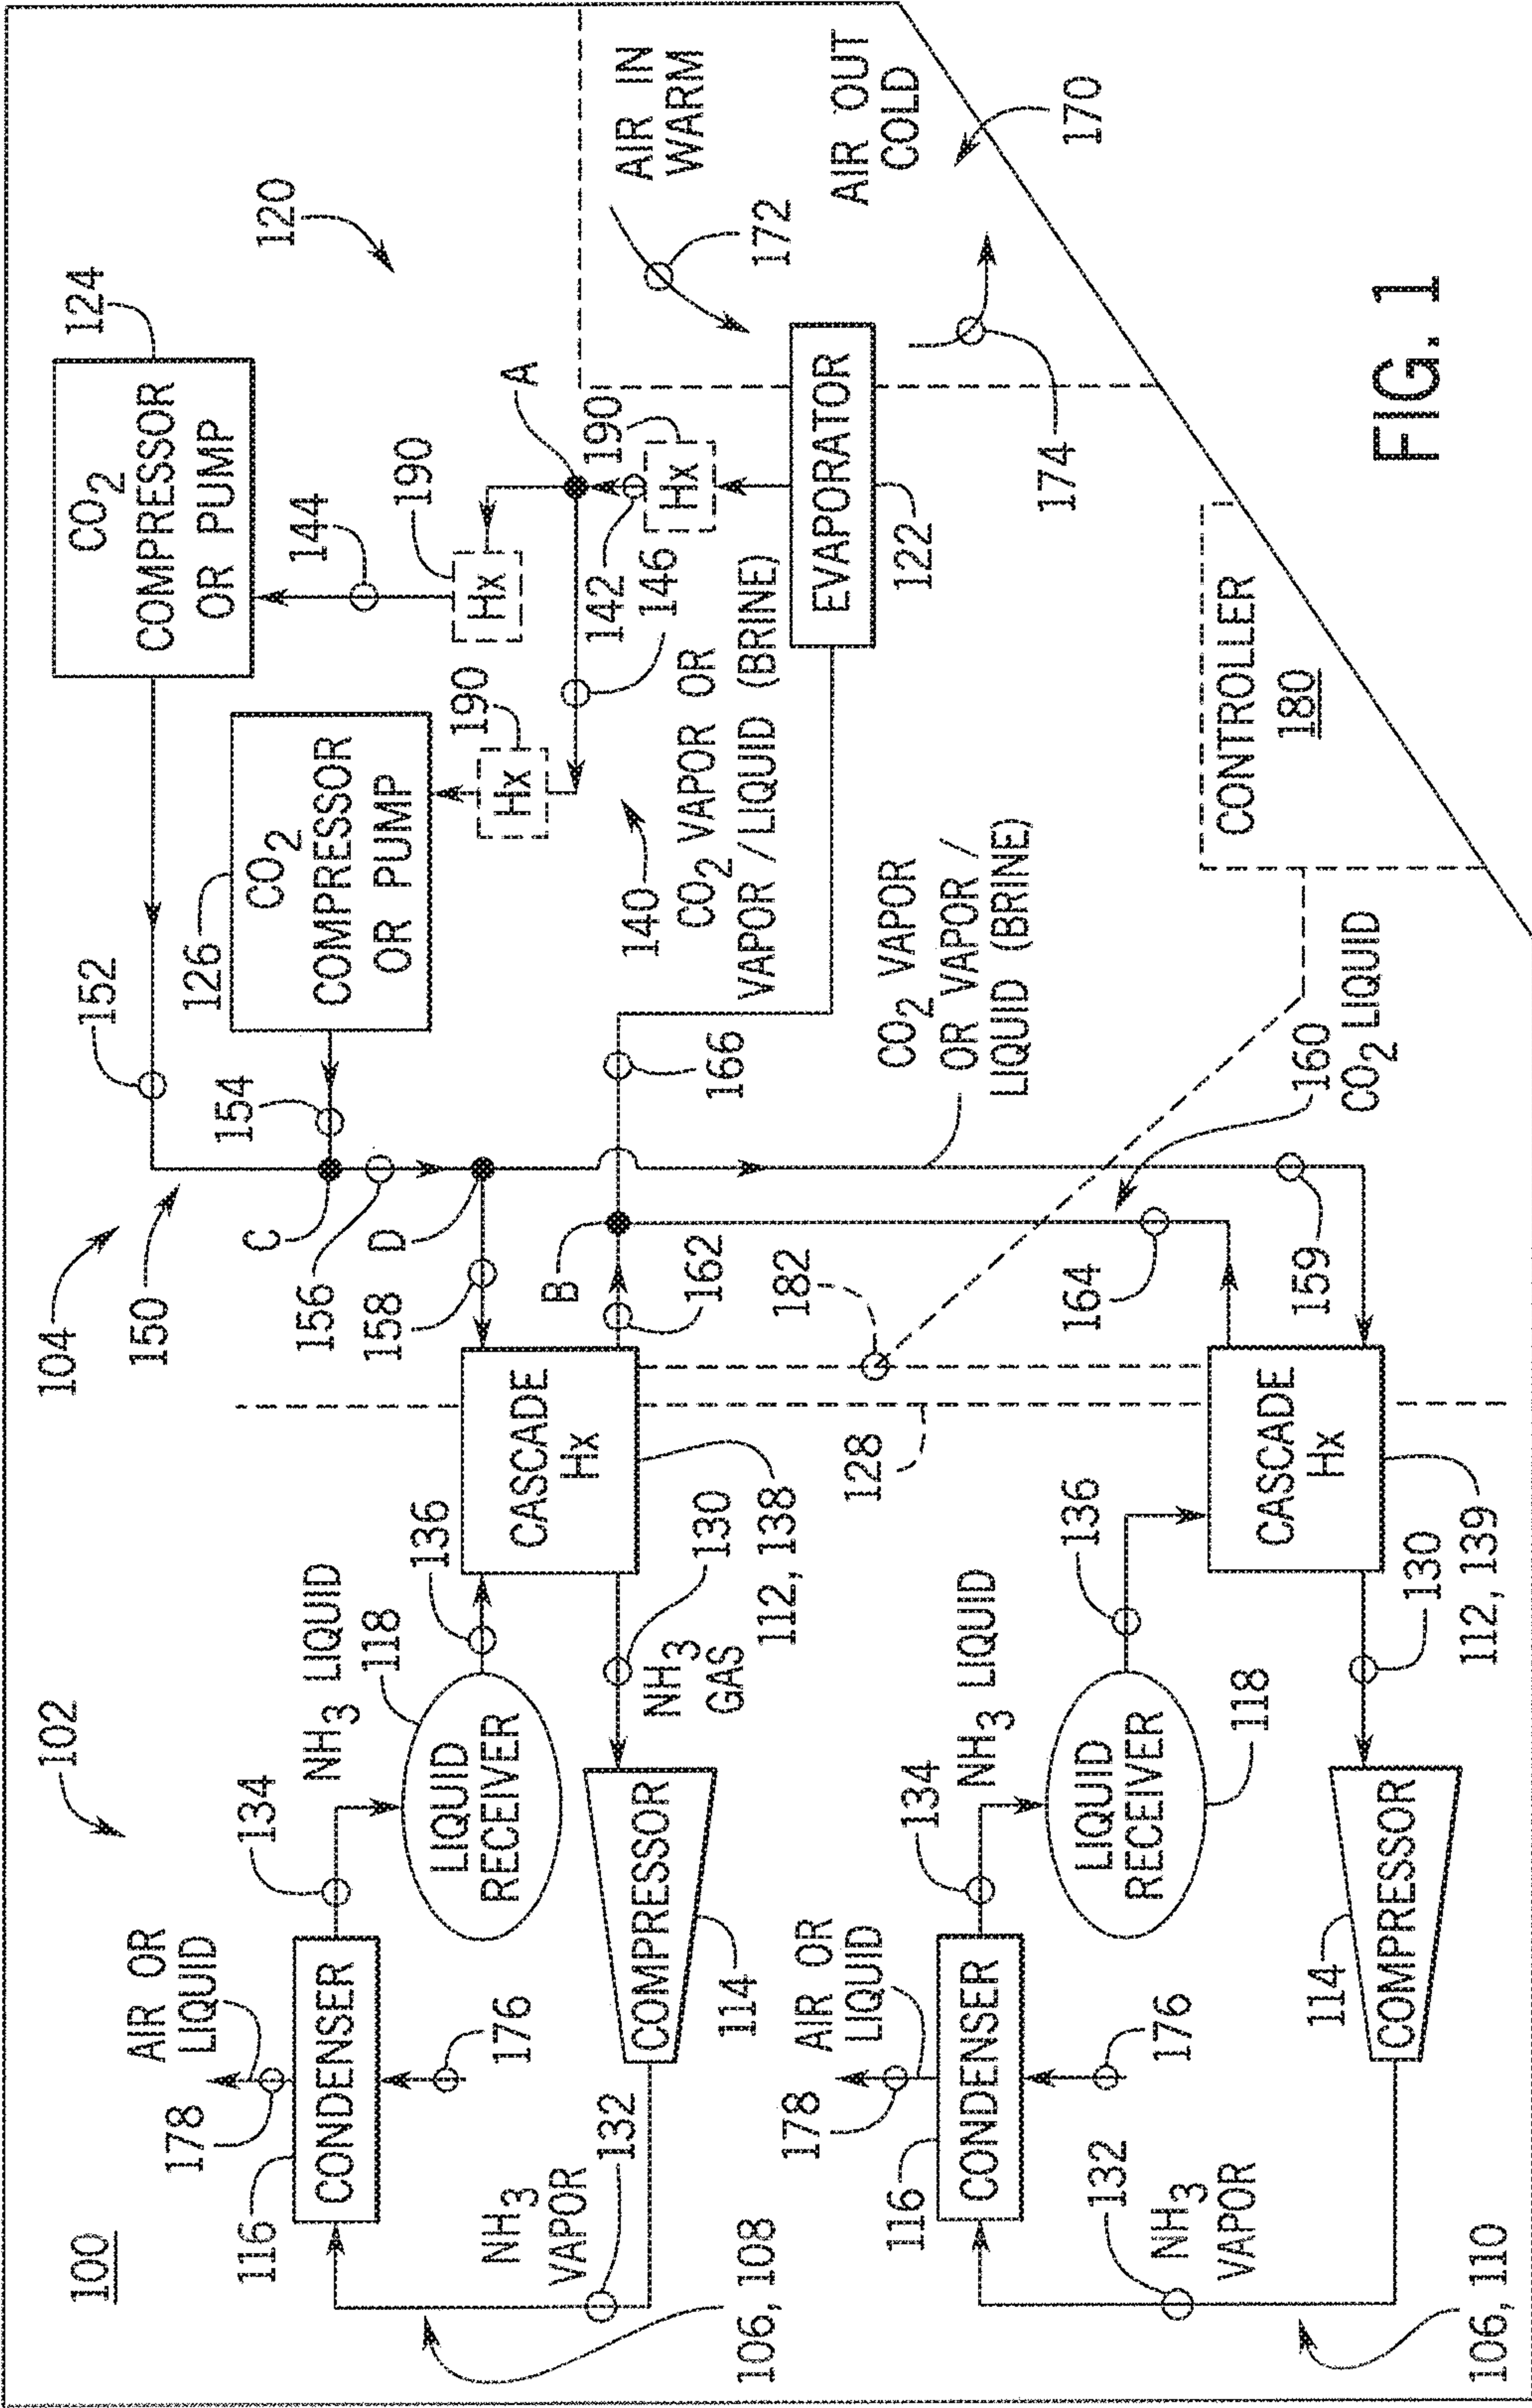 100
102
104
120
106, 108
116
178
AIR OR
LIQUID
CONDENSER
176
134
NH3 LIQUID
118
LIQUID
RECEIVER
136
NH3
VAPOR
132
COMPRESSOR
114
NH3
GAS
130
CASCADE
Hx
112, 138
150
152
C
154
156
D
158
B
162
166
126
CO2
COMPRESSOR
OR PUMP
124
CO2
COMPRESSOR
OR PUMP
144
190
Hx
190
Hx
A
190
Hx
142
146
140
CO2 VAPOR OR
VAPOR / LIQUID (BRINE)
EVAPORATOR
122
AIR IN
WARM
172
AIR OUT
COLD
174
170
106, 110
116
178
AIR OR
LIQUID
CONDENSER
176
134
NH3 LIQUID
LIQUID
RECEIVER
118
136
132
NH3
VAPOR
114
COMPRESSOR
130
CASCADE
Hx
112, 139
128
182
164
159
CO2 VAPOR
OR VAPOR /
LIQUID (BRINE)
160
CO2 LIQUID
CONTROLLER
180
FIG. 1